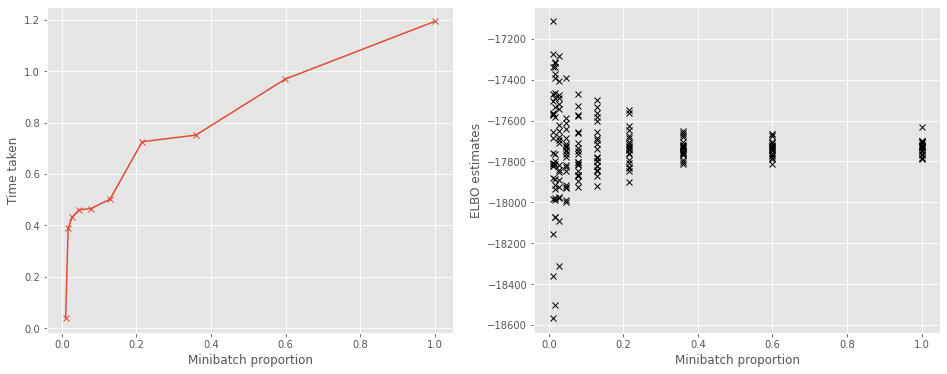 1.2
1.0
0.8
0.6
0.4
0.2
0.0
Time taken
0.0 0.2 0.4 0.6 0.8 1.0
Minibatch proportion
−17200
−17400
−17600
−17800
−18000
−18200
−18400
−18600
ELBO estimates
0.0 0.2 0.4 0.6 0.8 1.0
Minibatch proportion